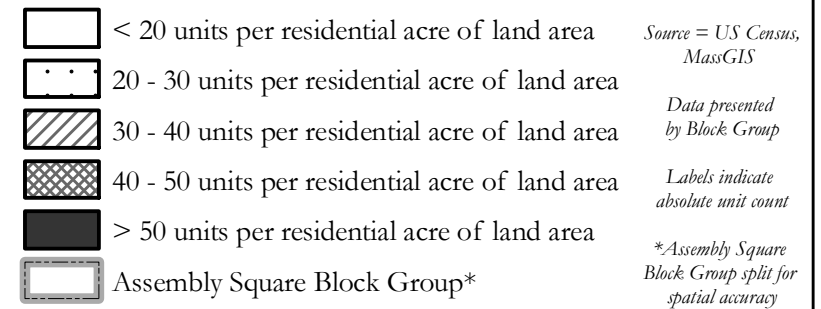 < 20 units per residential acre of land area
20 - 30 units per residential acre of land area
30 - 40 units per residential acre of land area
40 - 50 units per residential acre of land area
> 50 units per residential acre of land area
Assembly Square Block Group*
Source = US Census,
MassGIS
Data presented
by Block Group
Labels indicate
absolute unit count
*Assembly Square
Block Group split for
spatial accuracy